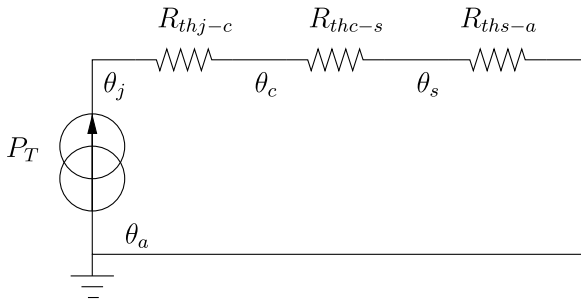 R_{thj-c} R_{thc-s} R_{ths-a}
θ_j θ_c θ_s
P_T
θ_a